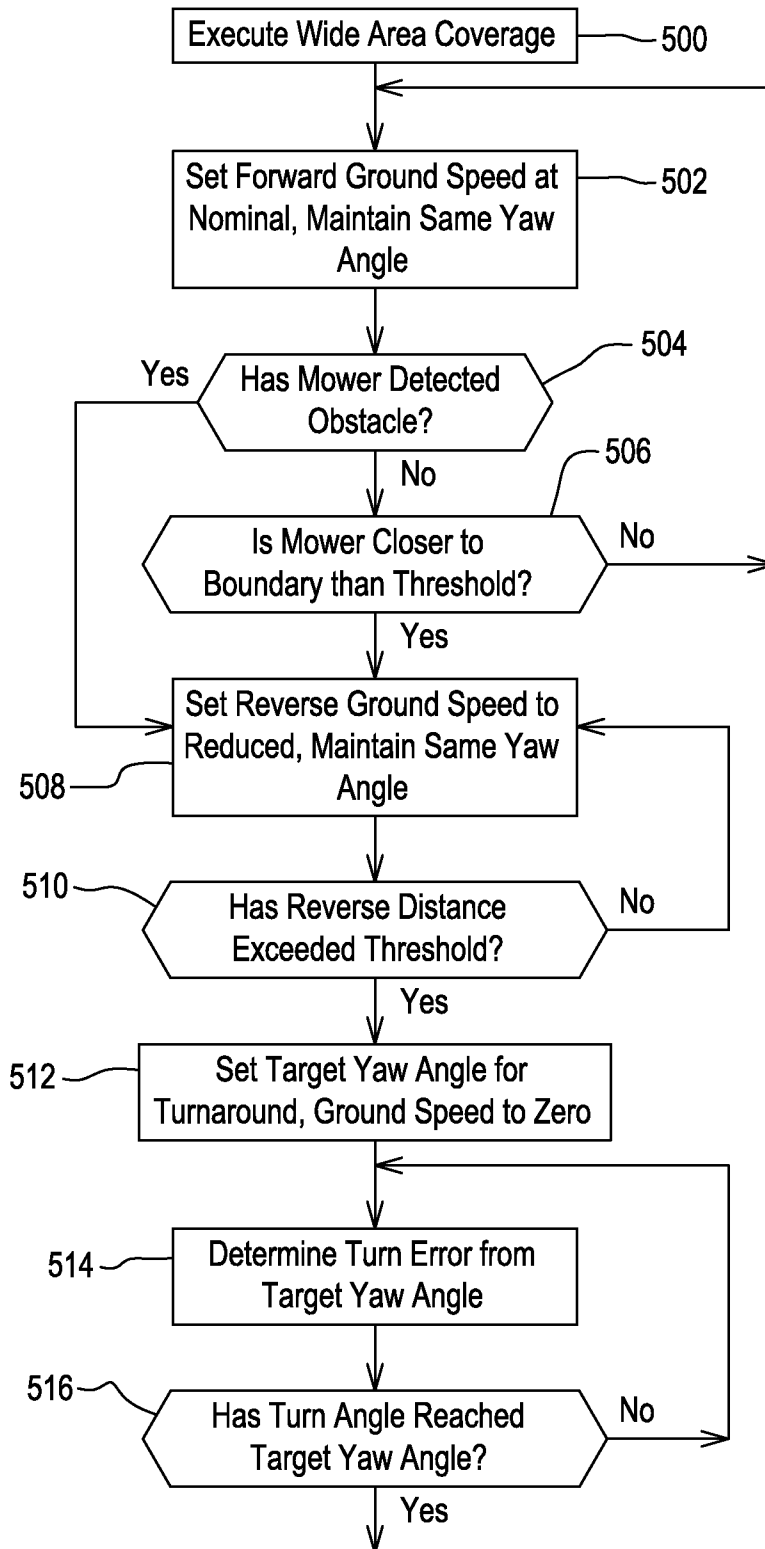 Execute Wide Area Coverage
500
Set Forward Ground Speed at
Nominal, Maintain Same Yaw
Angle
502
504
Yes
Has Mower Detected
Obstacle?
No
506
Is Mower Closer to
Boundary than Threshold?
No
Yes
Set Reverse Ground Speed to
Reduced, Maintain Same Yaw
Angle
508
510
Has Reverse Distance
Exceeded Threshold?
No
Yes
512
Set Target Yaw Angle for
Turnaround, Ground Speed to Zero
514
Determine Turn Error from
Target Yaw Angle
516
Has Turn Angle Reached
Target Yaw Angle?
No
Yes